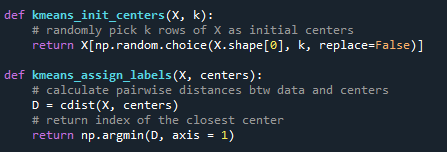 def kmeans_init_centers(X, k):
    # randomly pick k rows of X as initial centers
    return X[np.random.choice(X.shape[0], k, replace=False)]
def kmeans_assign_labels(X, centers):
    # calculate pairwise distances btw data and centers
    D = cdist(X, centers)
    # return index of the closest center
    return np.argmin(D, axis = 1)